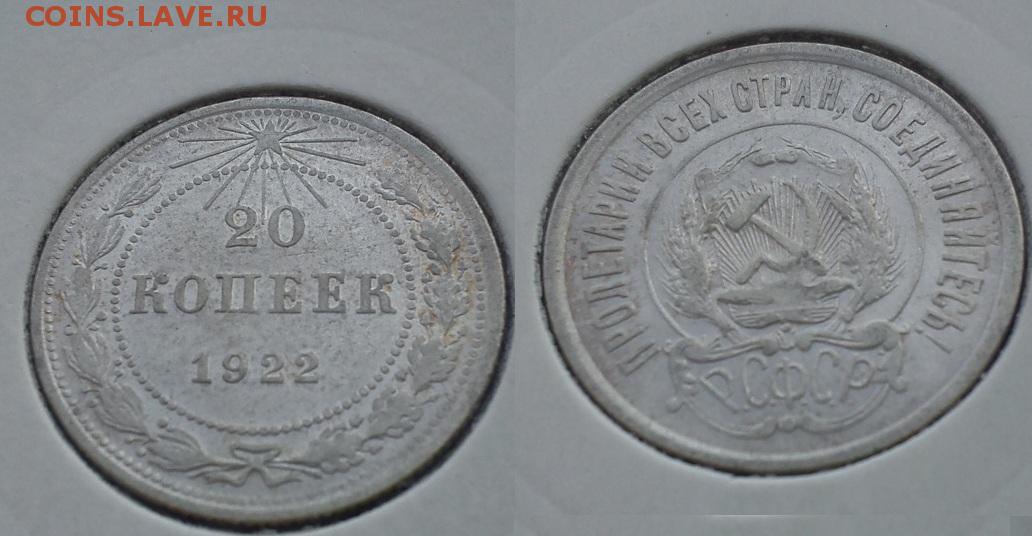 COINS.LAVE.RU
20
КОПЕЕК
1922
ПРОЛЕТАРИИ ВСЕХ СТРАН, СОЕДИНЯЙТЕСЬ!
Р.С.Ф.С.Р.